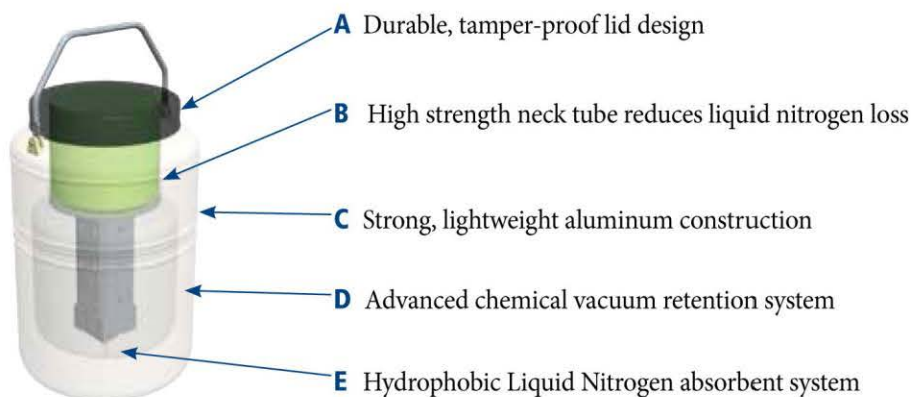 A Durable, tamper-proof lid design
B High strength neck tube reduces liquid nitrogen loss
C Strong, lightweight aluminum construction
D Advanced chemical vacuum retention system
E Hydrophobic Liquid Nitrogen absorbent system